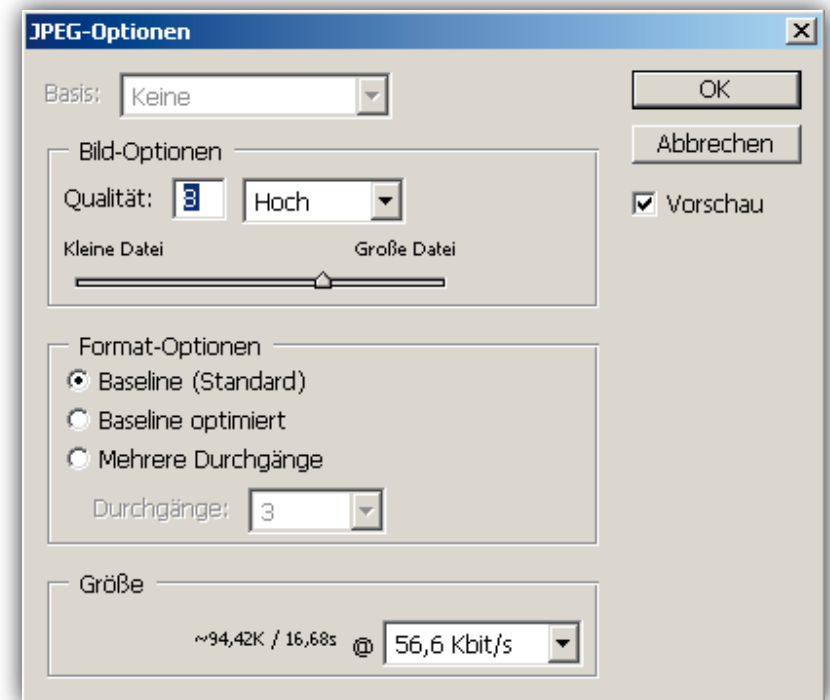 JPEG-Optionen
Basis: Keine
OK
Bild-Optionen
Abbrechen
Qualität: 8 Hoch
Vorschau
Kleine Datei Große Datei
Format-Optionen
Baseline (Standard)
Baseline optimiert
Mehrere Durchgänge
Durchgänge: 3
Größe
~94,42K / 16,68s @ 56,6 Kbit/s